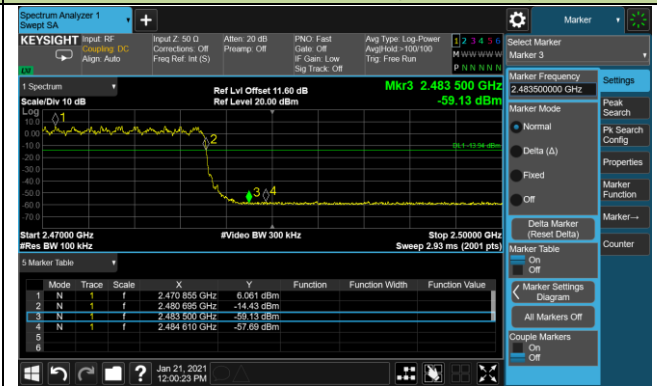 Spectrum Analyzer 1
Swept SA
Marker
KEYSIGHT
Input: RF
Coupling: DC
Align: Auto
Input Z: 50 Ω
Corrections: Off
Freq Ref: Int (S)
Atten: 20 dB
Preamp: Off
PNO: Fast
Gate: Off
IF Gain: Low
Sig Track: Off
Avg Type: Log-Power
Avg|Hold:>100/100
Trig: Free Run
1 2 3 4 5 6
M W W W W W
P N N N N N
Select Marker
Marker 3
1 Spectrum
Scale/Div 10 dB
Ref Lvl Offset 11.60 dB
Ref Level 20.00 dBm
Mkr3 2.483 500 GHz
-59.13 dBm
Log
10.0
0.00
-10.0
-20.0
-30.0
-40.0
-50.0
-60.0
-70.0
1
2
3
4
DL1 -13.94 dBm
Start 2.47000 GHz
#Res BW 100 kHz
#Video BW 300 kHz
Stop 2.50000 GHz
Sweep 2.93 ms (2001 pts)
5 Marker Table
Mode Trace Scale X Y Function Function Width Function Value
1 N 1 f 2.470 855 GHz 6.061 dBm
2 N 1 f 2.480 695 GHz -14.43 dBm
3 N 1 f 2.483 500 GHz -59.13 dBm
4 N 1 f 2.484 610 GHz -57.69 dBm
5
6
Marker Frequency
2.483500000 GHz
Marker Mode
Normal
Delta (Δ)
Fixed
Off
Delta Marker
(Reset Delta)
Marker Table
On
Off
Marker Settings
Diagram
All Markers Off
Couple Markers
On
Off
Settings
Peak
Search
Pk Search
Config
Properties
Marker
Function
Marker→
Counter
?
Jan 21, 2021
12:00:23 PM